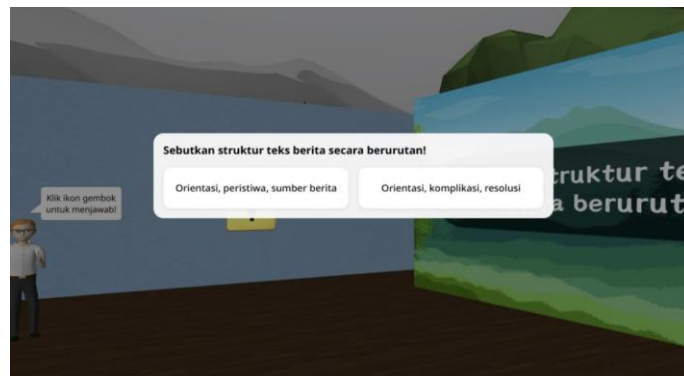 Sebutkan struktur teks berita secara berurutan!
Orientasi, peristiwa, sumber berita
Orientasi, komplikasi, resolusi
Klik ikon gembok
untuk menjawab!
truktur te
a berurut